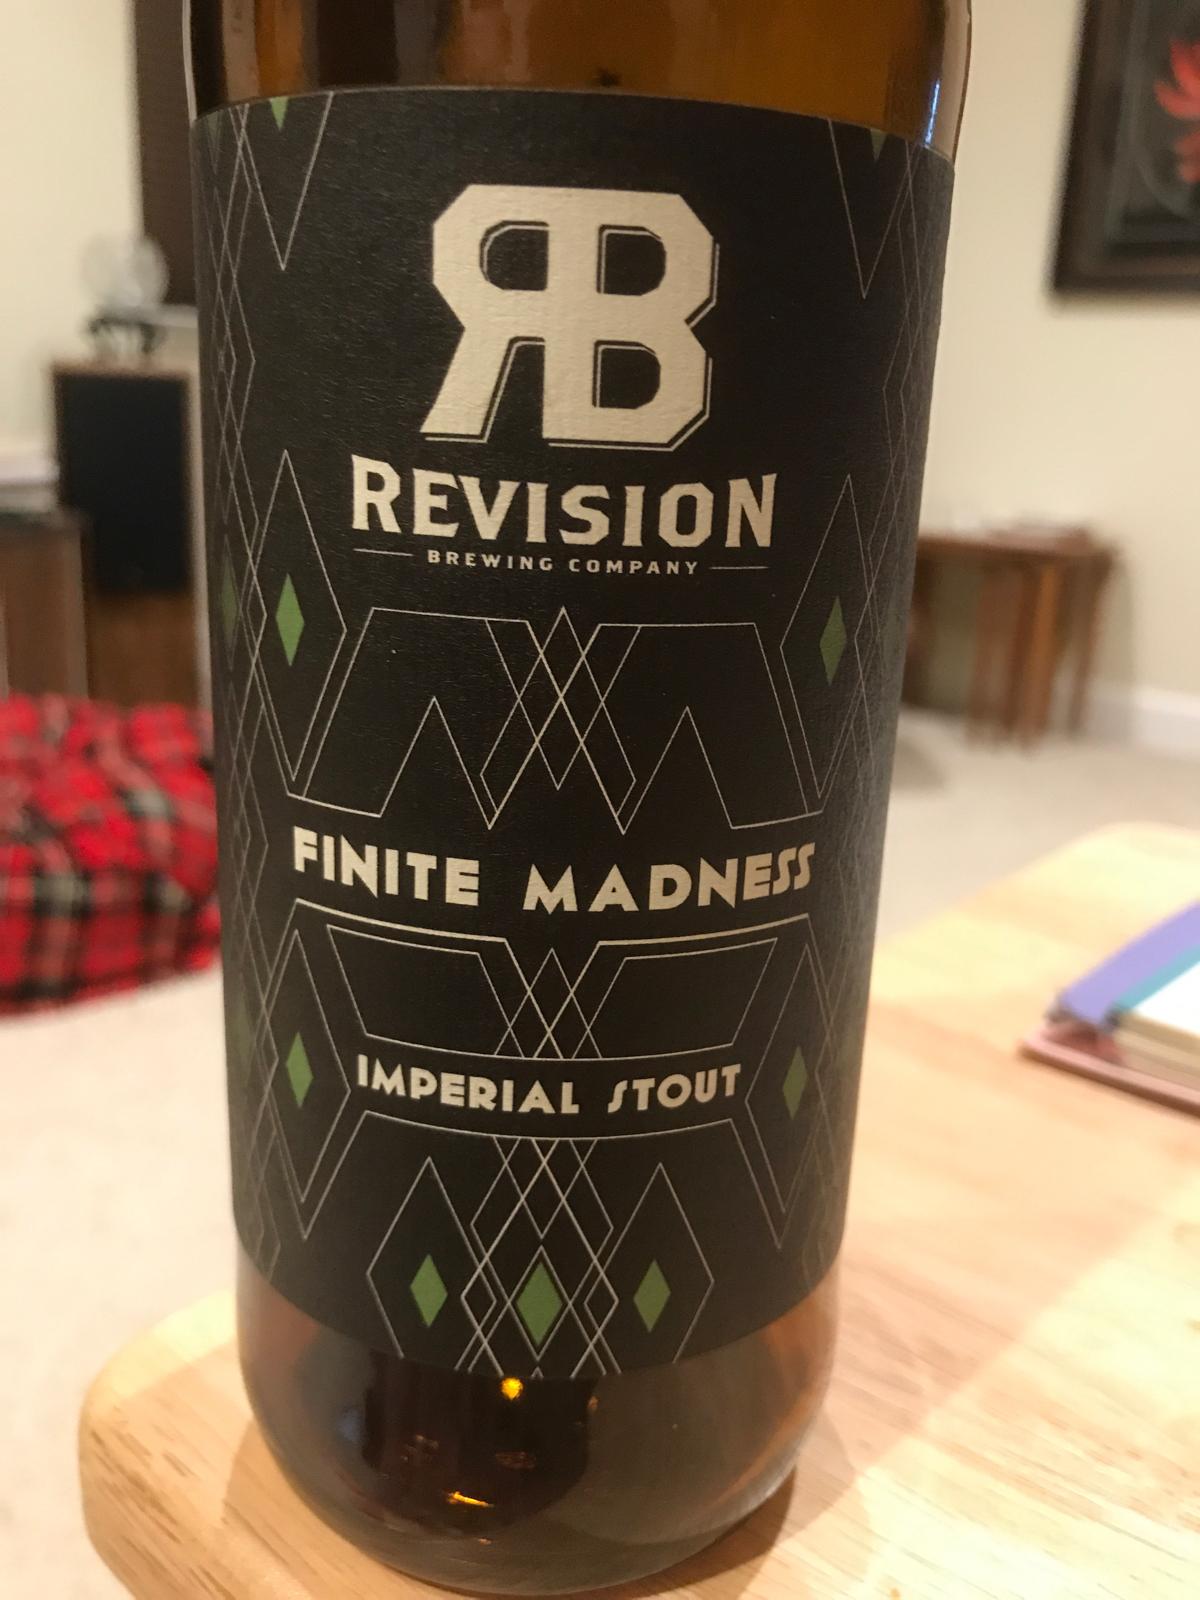 RB
REVISION
BREWING COMPANY
FINITE MADNESS
IMPERIAL STOUT